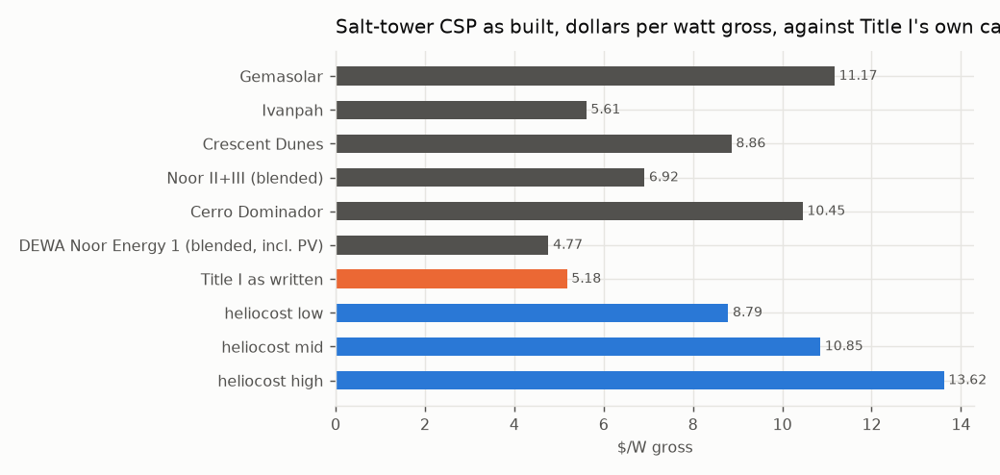 Salt-tower CSP as built, dollars per watt gross, against Title I's own ca
Gemasolar 11.17
Ivanpah 5.61
Crescent Dunes 8.86
Noor II+III (blended) 6.92
Cerro Dominador 10.45
DEWA Noor Energy 1 (blended, incl. PV) 4.77
Title I as written 5.18
heliocost low 8.79
heliocost mid 10.85
heliocost high 13.62
0 2 4 6 8 10 12 14
$/W gross